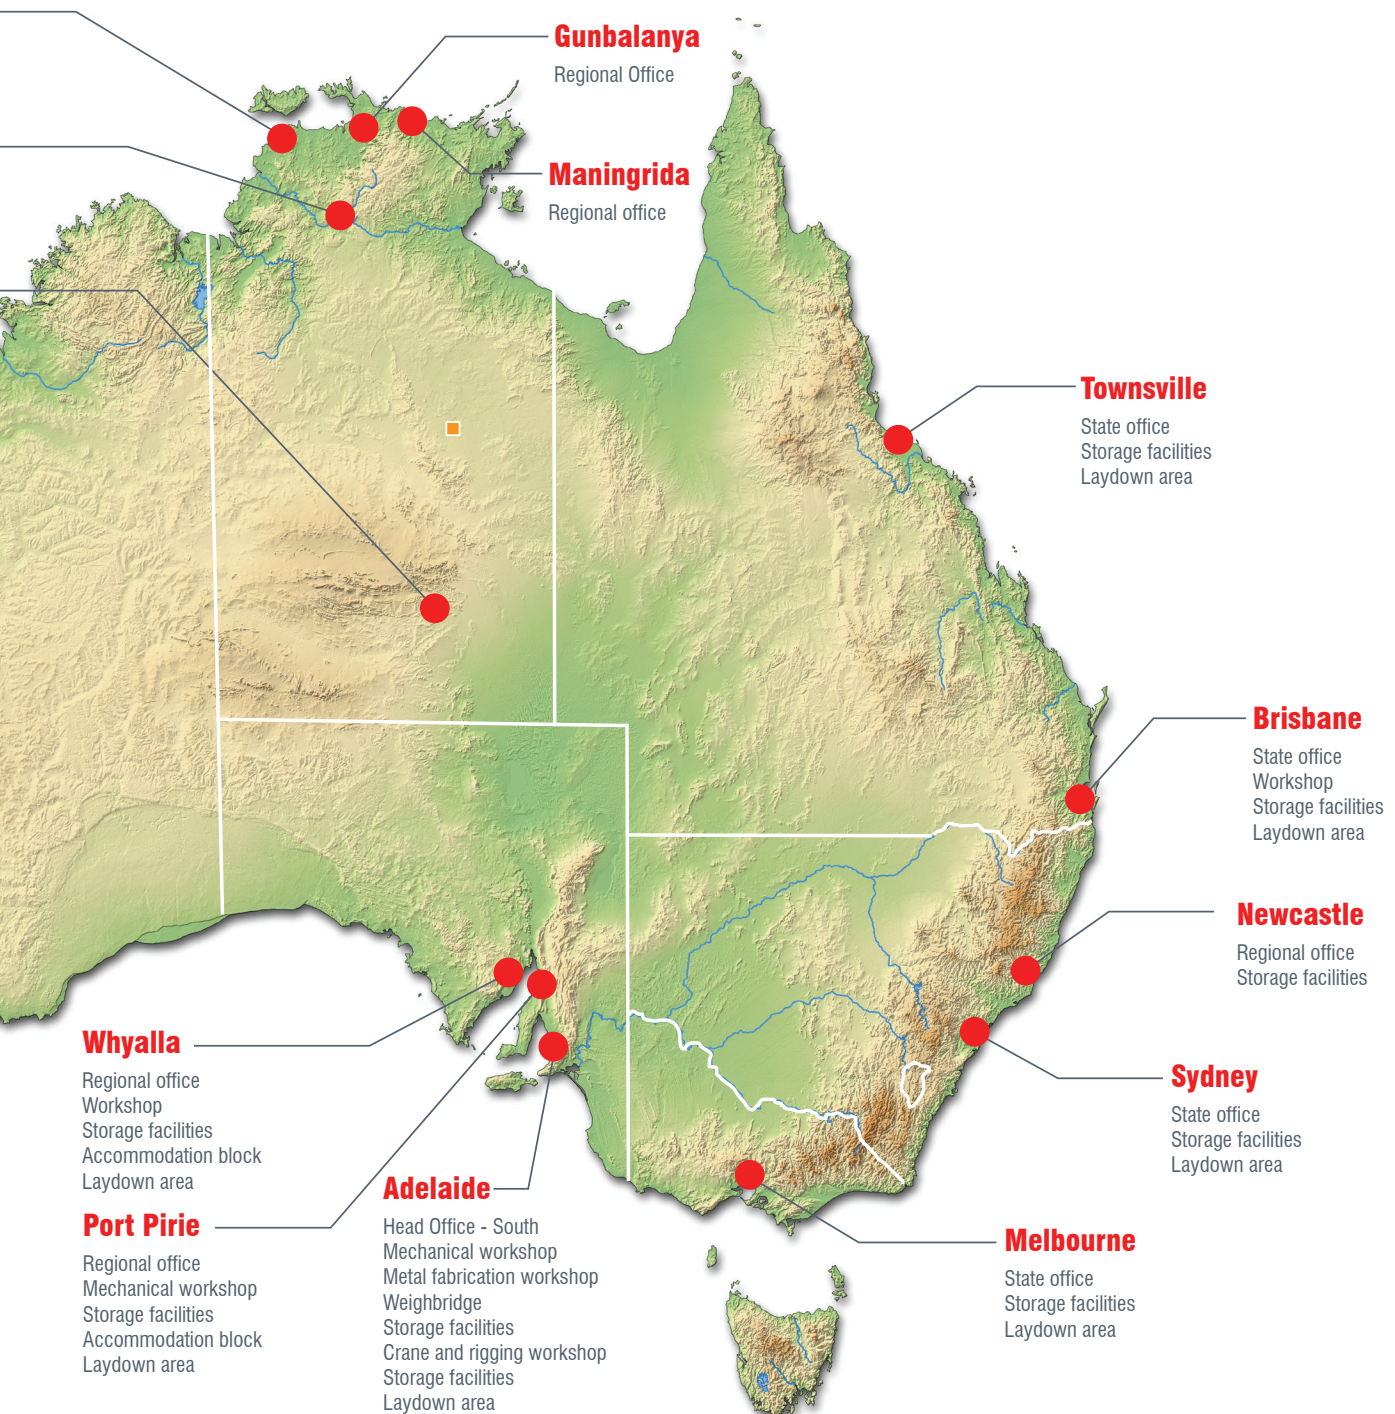 Gunbalanya
Regional Office
Maningrida
Regional office
Townsville
State office
Storage facilities
Laydown area
Brisbane
State office
Workshop
Storage facilities
Laydown area
Newcastle
Regional office
Storage facilities
Sydney
State office
Storage facilities
Laydown area
Whyalla
Regional office
Workshop
Storage facilities
Accommodation block
Laydown area
Port Pirie
Regional office
Mechanical workshop
Storage facilities
Accommodation block
Laydown area
Adelaide
Head Office - South
Mechanical workshop
Metal fabrication workshop
Weighbridge
Storage facilities
Crane and rigging workshop
Storage facilities
Laydown area
Melbourne
State office
Storage facilities
Laydown area